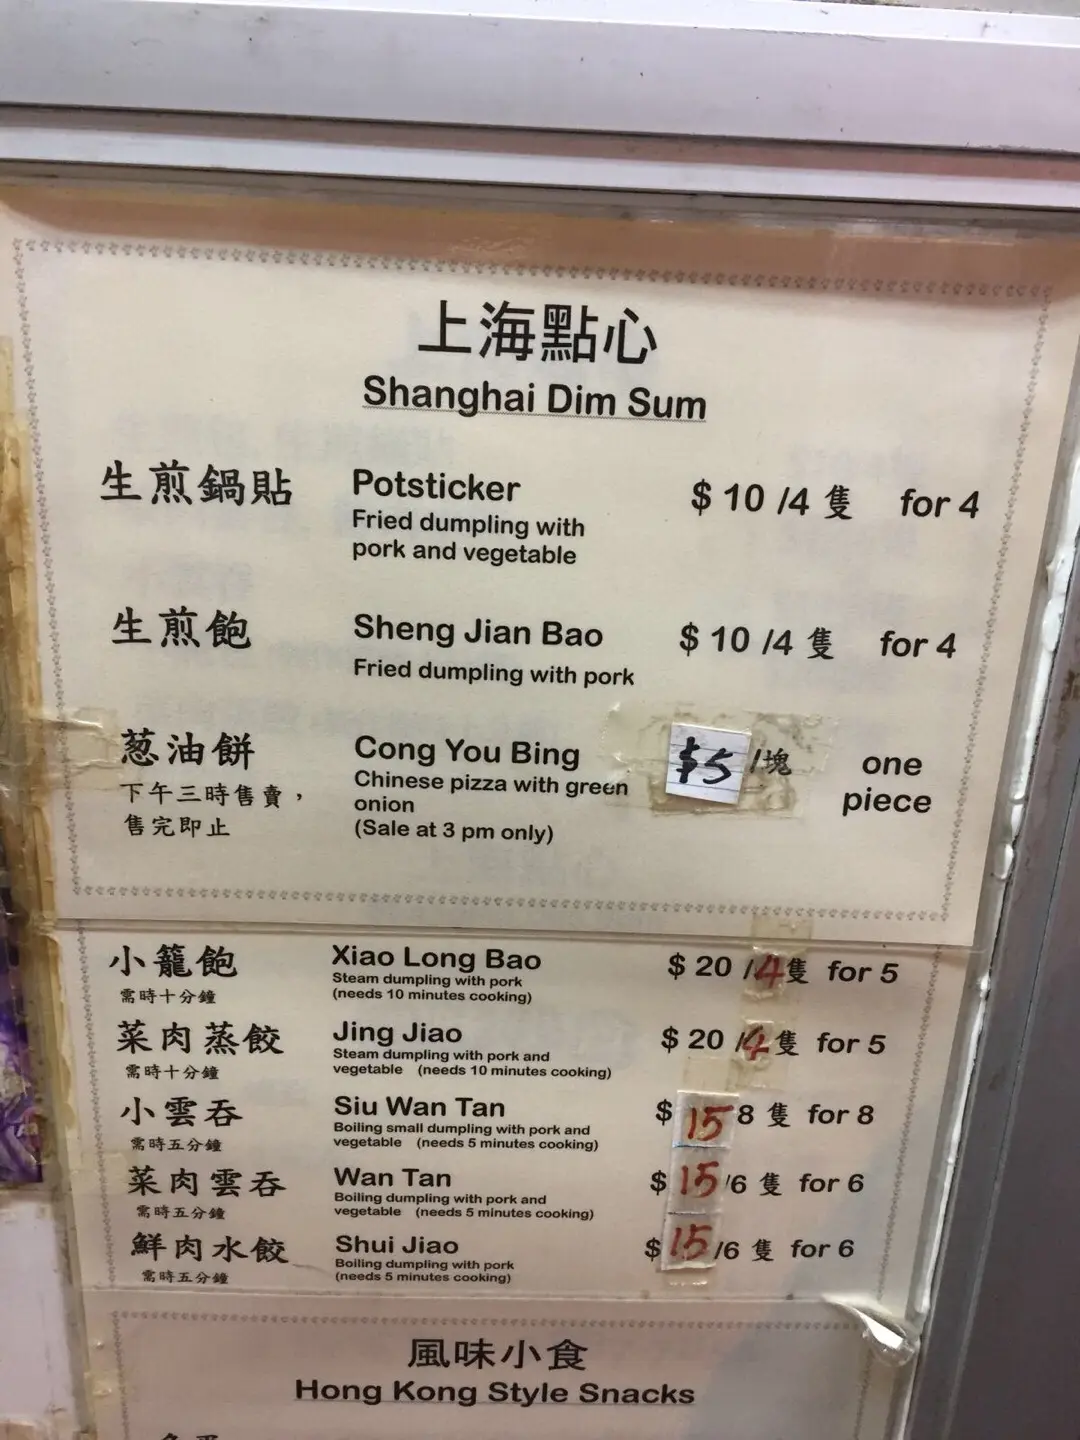 上海點心
Shanghai Dim Sum
生煎鍋貼 Potsticker $ 10 /4 隻 for 4
Fried dumpling with
pork and vegetable
生煎飽 Sheng Jian Bao $ 10 /4 隻 for 4
Fried dumpling with pork
葱油餅 Cong You Bing $5 /塊 one
piece
下午三時售賣，
售完即止
Chinese pizza with green
onion
(Sale at 3 pm only)
小籠飽 Xiao Long Bao $ 20 /4隻 for 5
需時十分鐘
Steam dumpling with pork
(needs 10 minutes cooking)
菜肉蒸餃 Jing Jiao $ 20 /4隻 for 5
需時十分鐘
Steam dumpling with pork and
vegetable (needs 10 minutes cooking)
小雲吞 Siu Wan Tan $ 15 8 隻 for 8
需時五分鐘
Boiling small dumpling with pork and
vegetable (needs 5 minutes cooking)
菜肉雲吞 Wan Tan $ 15 /6 隻 for 6
需時五分鐘
Boiling dumpling with pork and
vegetable (needs 5 minutes cooking)
鮮肉水餃 Shui Jiao $ 15 /6 隻 for 6
需時五分鐘
Boiling dumpling with pork
(needs 5 minutes cooking)
風味小食
Hong Kong Style Snacks